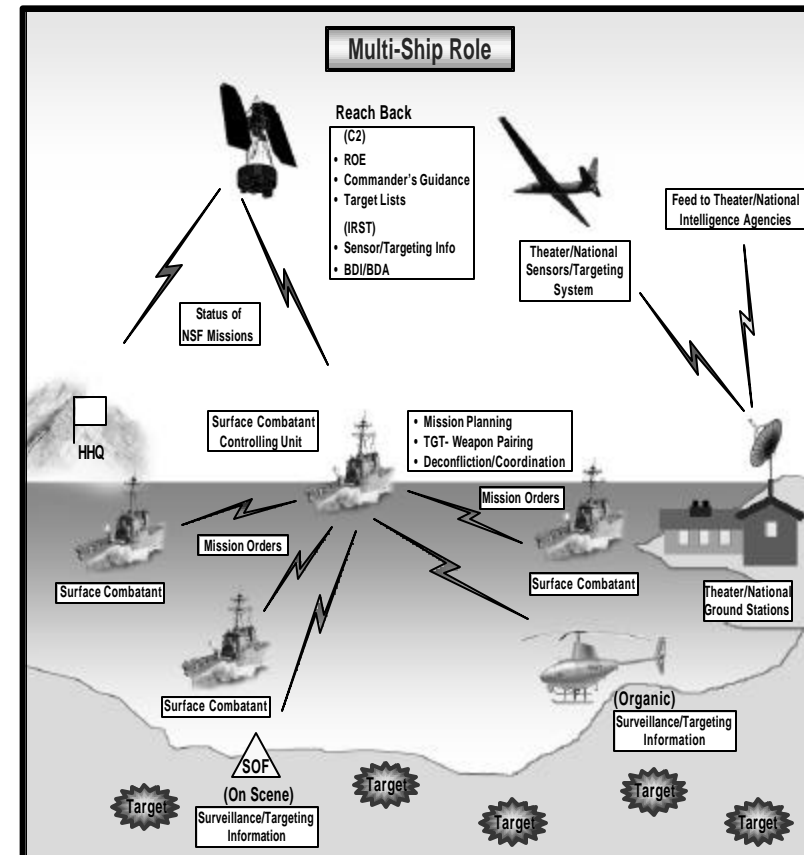 Multi-Ship Role
Reach Back
(C2)
• ROE
• Commander's Guidance
• Target Lists
(IRST)
• Sensor/Targeting Info
• BDI/BDA
Feed to Theater/National
Intelligence Agencies
Theater/National
Sensors/Targeting
System
Status of
NSF Missions
HHQ
Surface Combatant
Controlling Unit
• Mission Planning
• TGT- Weapon Pairing
• Deconfliction/Coordination
Mission Orders
Mission Orders
Surface Combatant
Surface Combatant
Theater/National
Ground Stations
Surface Combatant
(Organic)
Surveillance/Targeting
Information
SOF
(On Scene)
Surveillance/Targeting
Information
Target
Target
Target
Target
Target